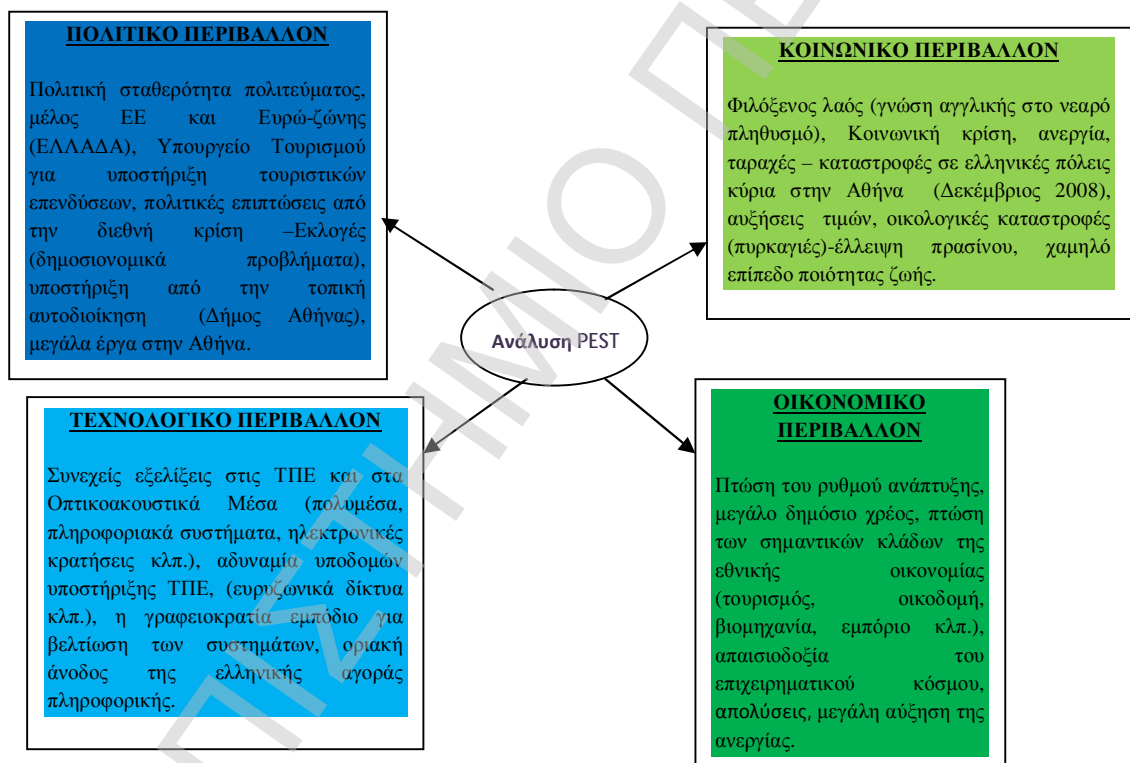 ΠΟΛΙΤΙΚΟ ΠΕΡΙΒΑΛΛΟΝ
Πολιτική σταθερότητα πολιτεύματος,
μέλος ΕΕ και Ευρώ-ζώνης
(ΕΛΛΑΔΑ), Υπουργείο Τουρισμού
για υποστήριξη τουριστικών
επενδύσεων, πολιτικές επιπτώσεις από
την διεθνή κρίση –Εκλογές
(δημοσιονομικά προβλήματα),
υποστήριξη από την τοπική
αυτοδιοίκηση (Δήμος Αθήνας),
μεγάλα έργα στην Αθήνα.
ΚΟΙΝΩΝΙΚΟ ΠΕΡΙΒΑΛΛΟΝ
Φιλόξενος λαός (γνώση αγγλικής στο νεαρό
πληθυσμό), Κοινωνική κρίση, ανεργία,
ταραχές – καταστροφές σε ελληνικές πόλεις
κύρια στην Αθήνα (Δεκέμβριος 2008),
αυξήσεις τιμών, οικολογικές καταστροφές
(πυρκαγιές)-έλλειψη πρασίνου, χαμηλό
επίπεδο ποιότητας ζωής.
Ανάλυση PEST
ΤΕΧΝΟΛΟΓΙΚΟ ΠΕΡΙΒΑΛΛΟΝ
Συνεχείς εξελίξεις στις ΤΠΕ και στα
Οπτικοακουστικά Μέσα (πολυμέσα,
πληροφοριακά συστήματα, ηλεκτρονικές
κρατήσεις κλπ.), αδυναμία υποδομών
υποστήριξης ΤΠΕ, (ευρυζωνικά δίκτυα
κλπ.), η γραφειοκρατία εμπόδιο για
βελτίωση των συστημάτων, οριακή
άνοδος της ελληνικής αγοράς
πληροφορικής.
ΟΙΚΟΝΟΜΙΚΟ
ΠΕΡΙΒΑΛΛΟΝ
Πτώση του ρυθμού ανάπτυξης,
μεγάλο δημόσιο χρέος, πτώση
των σημαντικών κλάδων της
εθνικής οικονομίας
(τουρισμός, οικοδομή,
βιομηχανία, εμπόριο κλπ.),
απαισιοδοξία του
επιχειρηματικού κόσμου,
απολύσεις, μεγάλη αύξηση της
ανεργίας.
ΠΙΣΤΗΜΙΟ ΠΕ